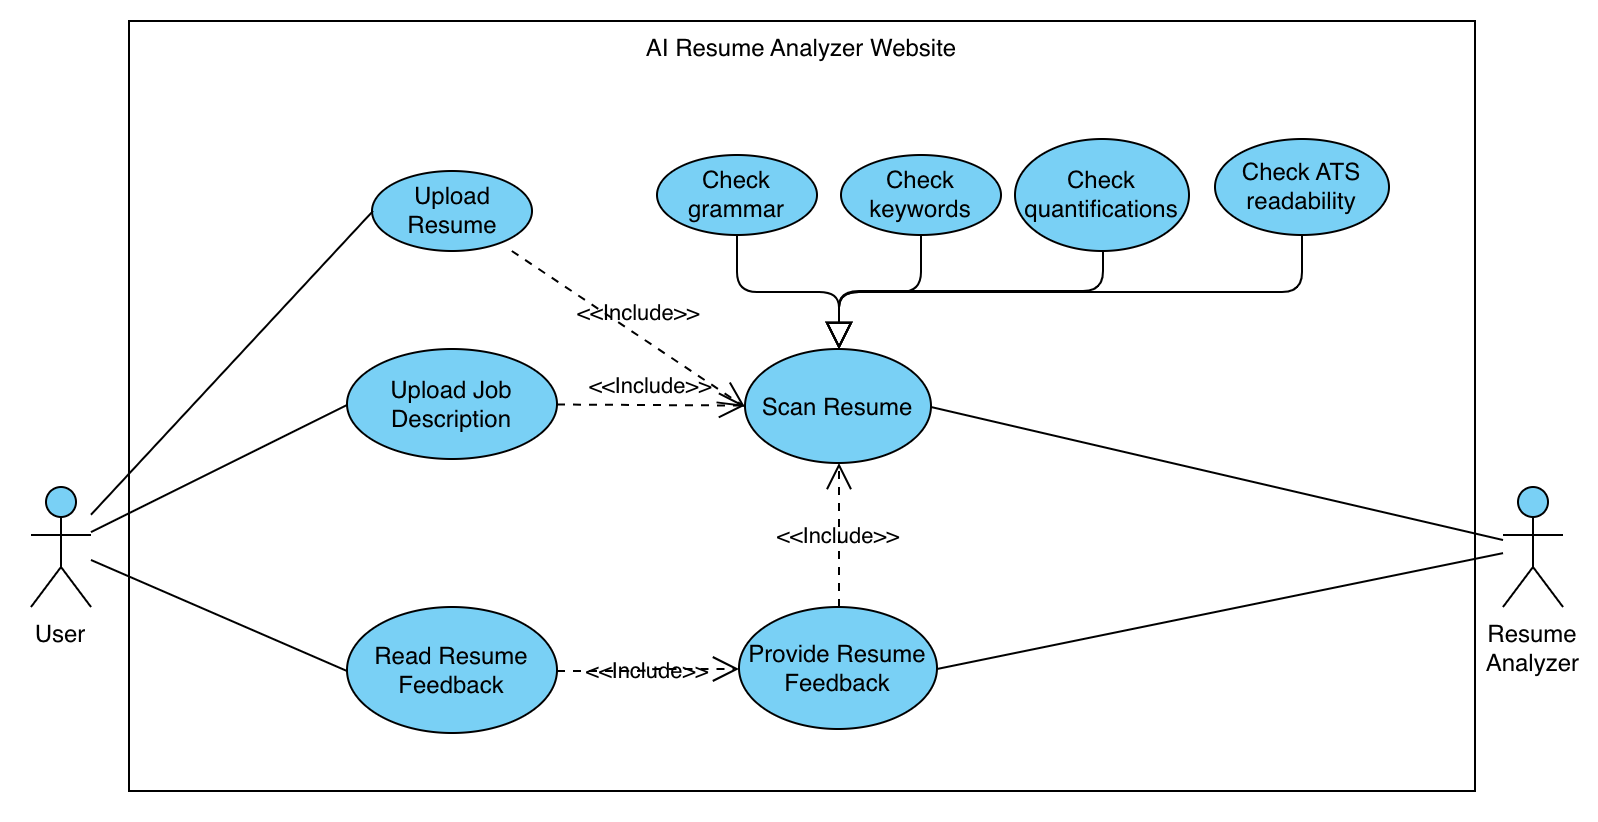 AI Resume Analyzer Website
Upload
Resume
Check
grammar
Check
keywords
Check
quantifications
Check ATS
readability
<<Include>>
<<Include>>
Upload Job
Description
Scan Resume
<<Include>>
User
Resume
Analyzer
Read Resume
Feedback
<<Include>>
Provide Resume
Feedback